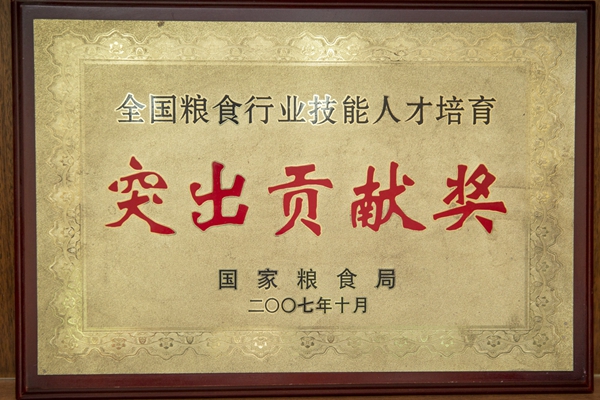 全国粮食行业技能人才培育
突出贡献奖
国家粮食局
二〇〇七年十月